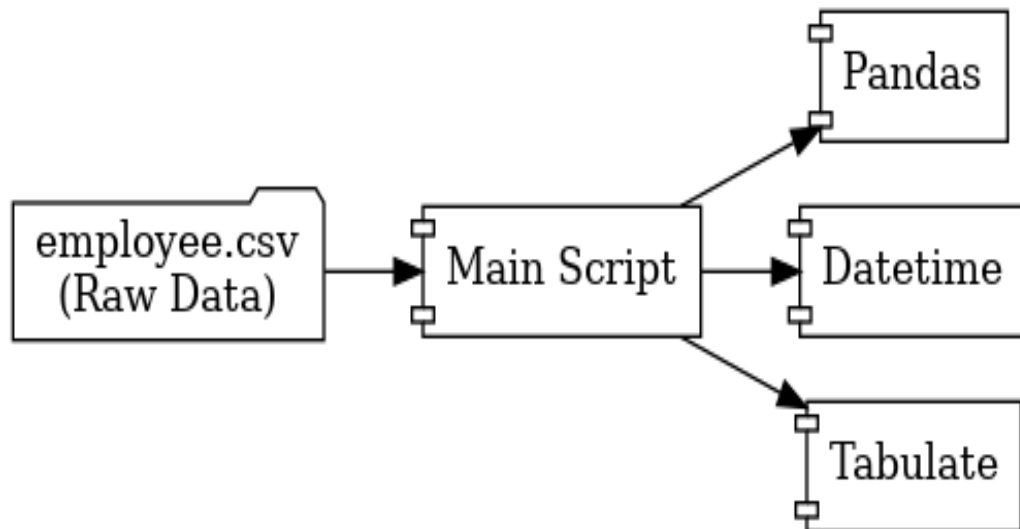 Pandas
employee.csv
(Raw Data)
Main Script
Datetime
Tabulate